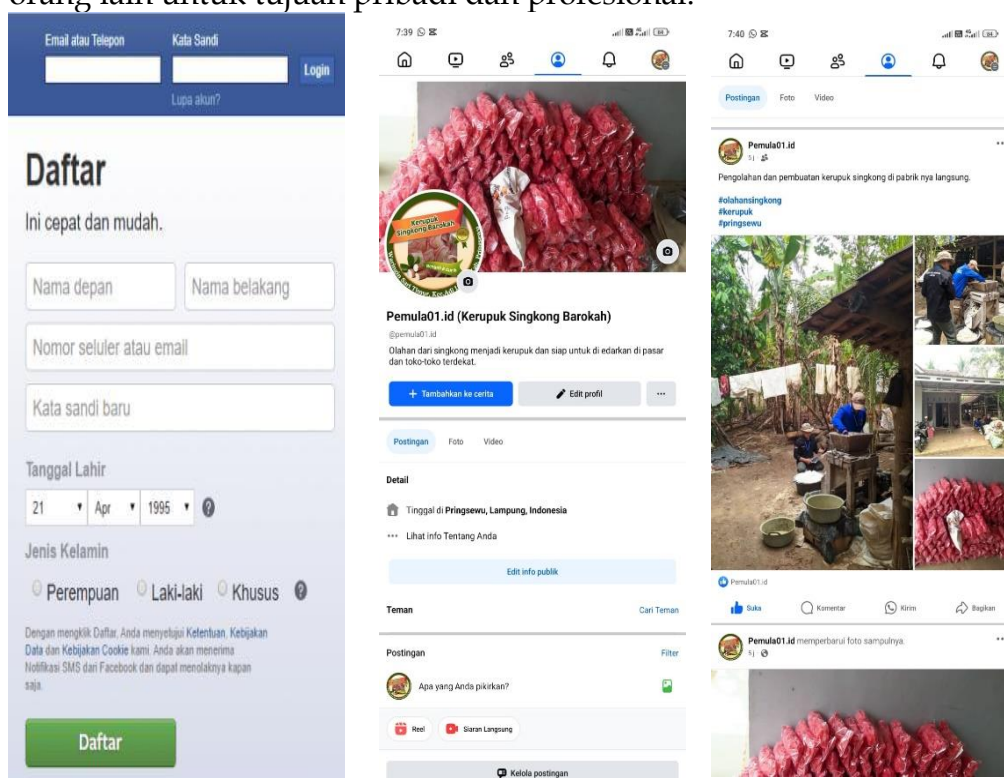 orang lain untuk tujuan pribadi dan profesional.
Email atau Telepon
Kata Sandi
Login
Lupa akun?
Daftar
Ini cepat dan mudah.
Nama depan
Nama belakang
Nomor seluler atau email
Kata sandi baru
Tanggal Lahir
21 Apr 1995
Jenis Kelamin
Perempuan Laki-laki Khusus
Dengan mengklik Daftar, Anda menyetujui Ketentuan, Kebijakan
Data dan Kebijakan Cookie kami. Anda akan menerima
Notifikasi SMS dari Facebook dan dapat menolaknya kapan
saja.
Daftar
7:39
Kerupuk
Singkong Barokah
Pemula01.id (Kerupuk Singkong Barokah)
@pemula01.id
Olahan dari singkong menjadi kerupuk dan siap untuk di edarkan di pasar
dan toko-toko terdekat.
+ Tambahkan ke cerita
Edit profil
Postingan Foto Video
Detail
Tinggal di Pringsewu, Lampung, Indonesia
Lihat info Tentang Anda
Edit info publik
Teman
Cari Teman
Postingan
Filter
Apa yang Anda pikirkan?
Reel
Siaran Langsung
Kelola postingan
7:40
Postingan Foto Video
Pemula01.id
5 j
Pengolahan dan pembuatan kerupuk singkong di pabrik nya langsung.
#olahansingkong
#kerupuk
#pringsewu
Pemula01.id
Suka
Komentar
Kirim
Bagikan
Pemula01.id memperbarui foto sampulnya.
5 j